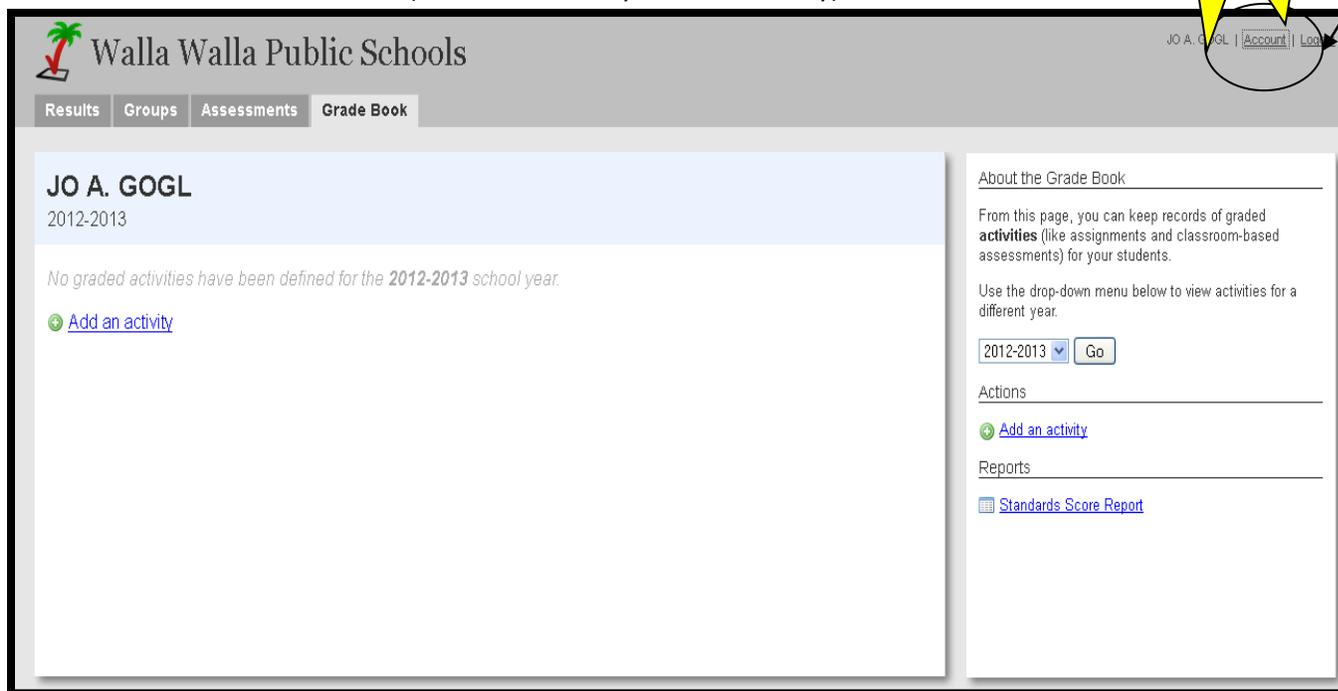 Walla Walla Public Schools
JO A. GOGL | Account |
Results Groups Assessments Grade Book
JO A. GOGL
2012-2013
No graded activities have been defined for the 2012-2013 school year.
Add an activity
About the Grade Book
From this page, you can keep records of graded
activities (like assignments and classroom-based
assessments) for your students.
Use the drop-down menu below to view activities for a
different year.
2012-2013 Go
Actions
Add an activity
Reports
Standards Score Report